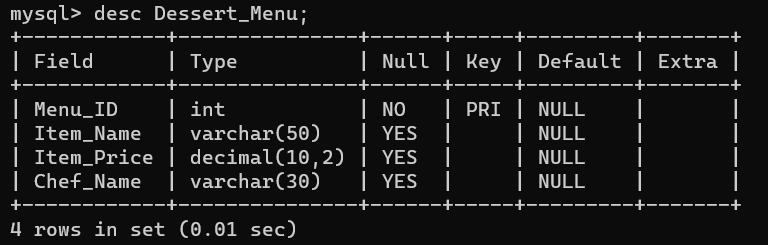 mysql> desc Dessert_Menu;
+------------+---------------+------+-----+---------+-------+
| Field      | Type          | Null | Key | Default | Extra |
+------------+---------------+------+-----+---------+-------+
| Menu_ID    | int           | NO   | PRI | NULL    |       |
| Item_Name  | varchar(50)   | YES  |     | NULL    |       |
| Item_Price | decimal(10,2) | YES  |     | NULL    |       |
| Chef_Name  | varchar(30)   | YES  |     | NULL    |       |
+------------+---------------+------+-----+---------+-------+
4 rows in set (0.01 sec)